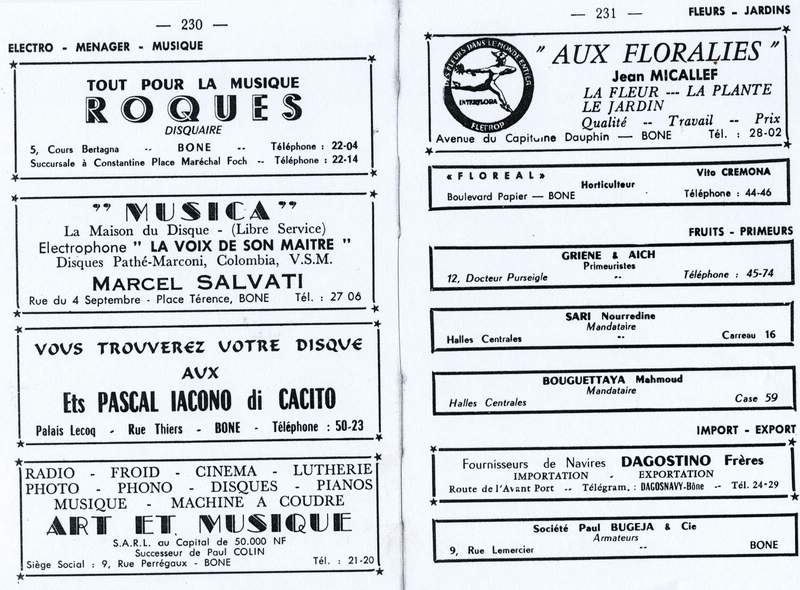 — 230 —
ELECTRO - MENAGER - MUSIQUE
TOUT POUR LA MUSIQUE
ROQUES
DISQUAIRE
5, Cours Bertagna -- BONE -- Téléphone : 22-04
Succursale à Constantine Place Maréchal Foch -- Téléphone : 22-14
" MUSICA "
La Maison du Disque - (Libre Service)
Electrophone " LA VOIX DE SON MAITRE "
Disques Pathé-Marconi, Colombia, V.S.M.
MARCEL SALVATI
Rue du 4 Septembre - Place Térence, BONE Tél. : 27 06
VOUS TROUVEREZ VOTRE DISQUE
AUX
Ets PASCAL IACONO di CACITO
Palais Lecoq - Rue Thiers - BONE - Téléphone : 50-23
RADIO - FROID - CINEMA - LUTHERIE
PHOTO - PHONO - DISQUES - PIANOS
MUSIQUE - MACHINE A COUDRE
ART ET MUSIQUE
S.A.R.L. au Capital de 50.000 NF
Successeur de Paul COLIN
Siège Social : 9, Rue Perrégaux - BONE Tél. : 21-20
— 231 —
FLEURS - JARDINS
LES FLEURS DANS LE MONDE ENTIER
INTERFLORA
FLETROP
" AUX FLORALIES "
Jean MICALLEF
LA FLEUR --- LA PLANTE
LE JARDIN
Qualité -- Travail -- Prix
Avenue du Capitaine Dauphin — BONE Tél. : 28-02
« FLOREAL » Vito CREMONA
Horticulteur
Boulevard Papier — BONE Téléphone : 44-46
FRUITS - PRIMEURS
GRIENE & AICH
Primeuristes
12, Docteur Purseigle -- Téléphone : 45-74
SARI Nourredine
Mandataire
Halles Centrales -- Carreau 16
BOUGUETTAYA Mahmoud
Mandataire
Halles Centrales -- Case 59
IMPORT - EXPORT
Fournisseurs de Navires DAGOSTINO Frères
IMPORTATION - EXPORTATION
Route de l'Avant Port -- Télégram. : DAGOSNAVY-Bône -- Tél. 24-29
Société Paul BUGEJA & Cie
Armateurs
9, Rue Lemercier -- BONE